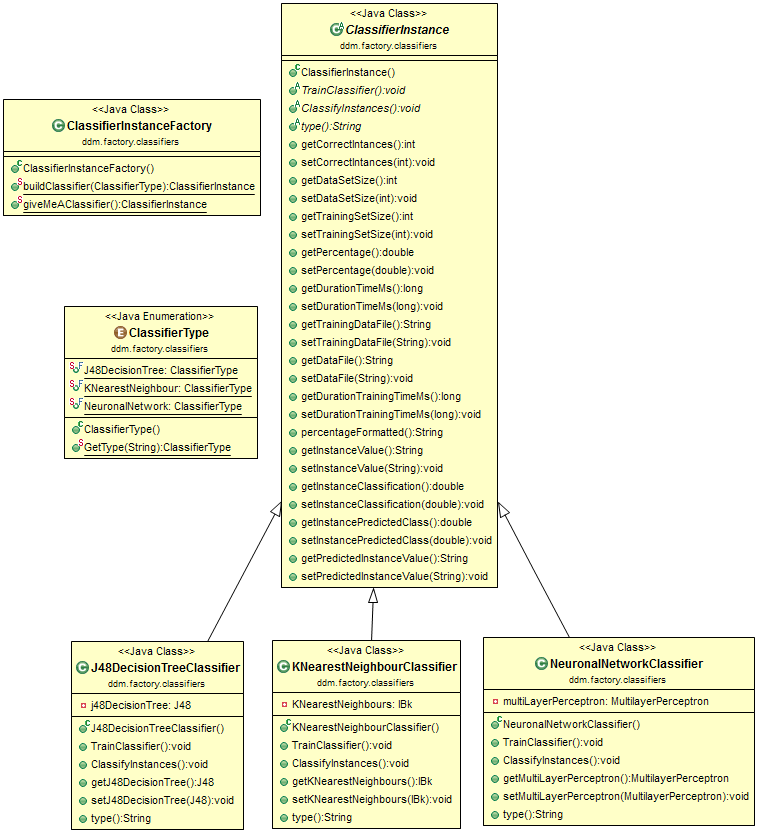 <<Java Class>>
ClassifierInstance
ddm.factory.classifiers
ClassifierInstance()
TrainClassifier():void
ClassifyInstances():void
type():String
getCorrectIntances():int
setCorrectIntances(int):void
getDataSetSize():int
setDataSetSize(int):void
getTrainingSetSize():int
setTrainingSetSize(int):void
getPercentage():double
setPercentage(double):void
getDurationTimeMs():long
setDurationTimeMs(long):void
getTrainingDataFile():String
setTrainingDataFile(String):void
getDataFile():String
setDataFile(String):void
getDurationTrainingTimeMs():long
setDurationTrainingTimeMs(long):void
percentageFormatted():String
getInstanceValue():String
setInstanceValue(String):void
getInstanceClassification():double
setInstanceClassification(double):void
getInstancePredictedClass():double
setInstancePredictedClass(double):void
getPredictedInstanceValue():String
setPredictedInstanceValue(String):void
<<Java Class>>
ClassifierInstanceFactory
ddm.factory.classifiers
ClassifierInstanceFactory()
buildClassifier(ClassifierType):ClassifierInstance
giveMeAClassifier():ClassifierInstance
<<Java Enumeration>>
ClassifierType
ddm.factory.classifiers
J48DecisionTree: ClassifierType
KNearestNeighbour: ClassifierType
NeuronalNetwork: ClassifierType
ClassifierType()
GetType(String):ClassifierType
<<Java Class>>
J48DecisionTreeClassifier
ddm.factory.classifiers
j48DecisionTree: J48
J48DecisionTreeClassifier()
TrainClassifier():void
ClassifyInstances():void
getJ48DecisionTree():J48
setJ48DecisionTree(J48):void
type():String
<<Java Class>>
KNearestNeighbourClassifier
ddm.factory.classifiers
KNearestNeighbours: IBk
KNearestNeighbourClassifier()
TrainClassifier():void
ClassifyInstances():void
getKNearestNeighbours():IBk
setKNearestNeighbours(IBk):void
type():String
<<Java Class>>
NeuronalNetworkClassifier
ddm.factory.classifiers
multiLayerPerceptron: MultilayerPerceptron
NeuronalNetworkClassifier()
TrainClassifier():void
ClassifyInstances():void
getMultiLayerPerceptron():MultilayerPerceptron
setMultiLayerPerceptron(MultilayerPerceptron):void
type():String